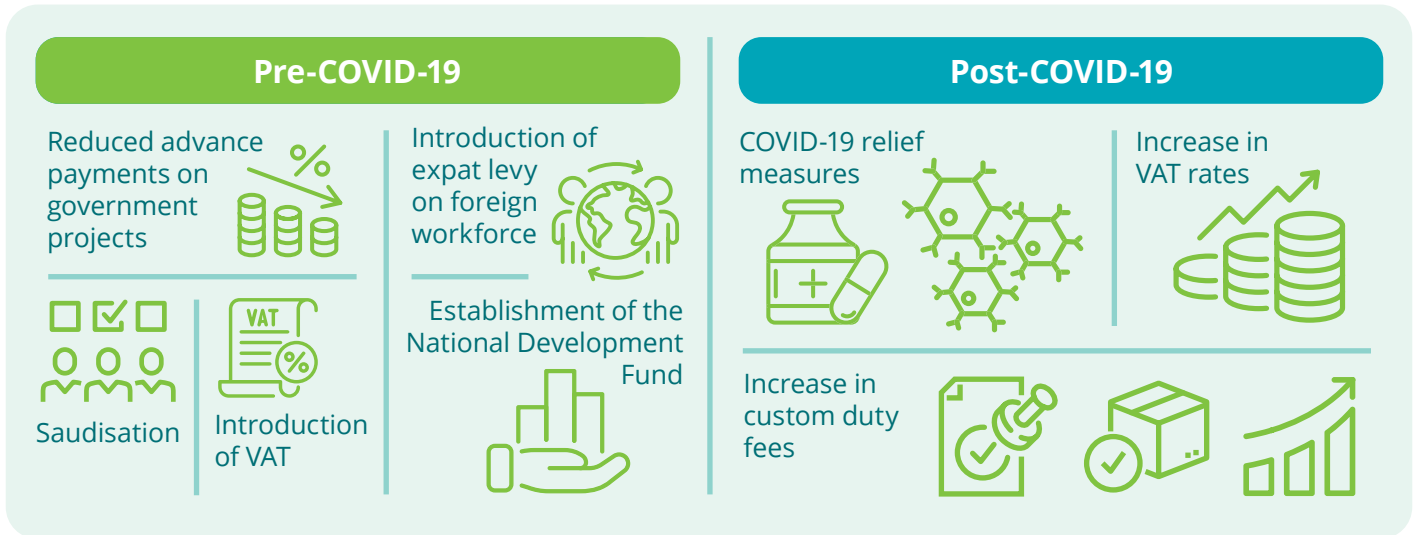 Pre-COVID-19
Reduced advance
payments on
government
projects
Introduction of
expat levy
on foreign
workforce
Saudisation
VAT
%
Introduction
of VAT
Establishment of the
National Development
Fund
Post-COVID-19
COVID-19 relief
measures
Increase in
VAT rates
Increase in
custom duty
fees